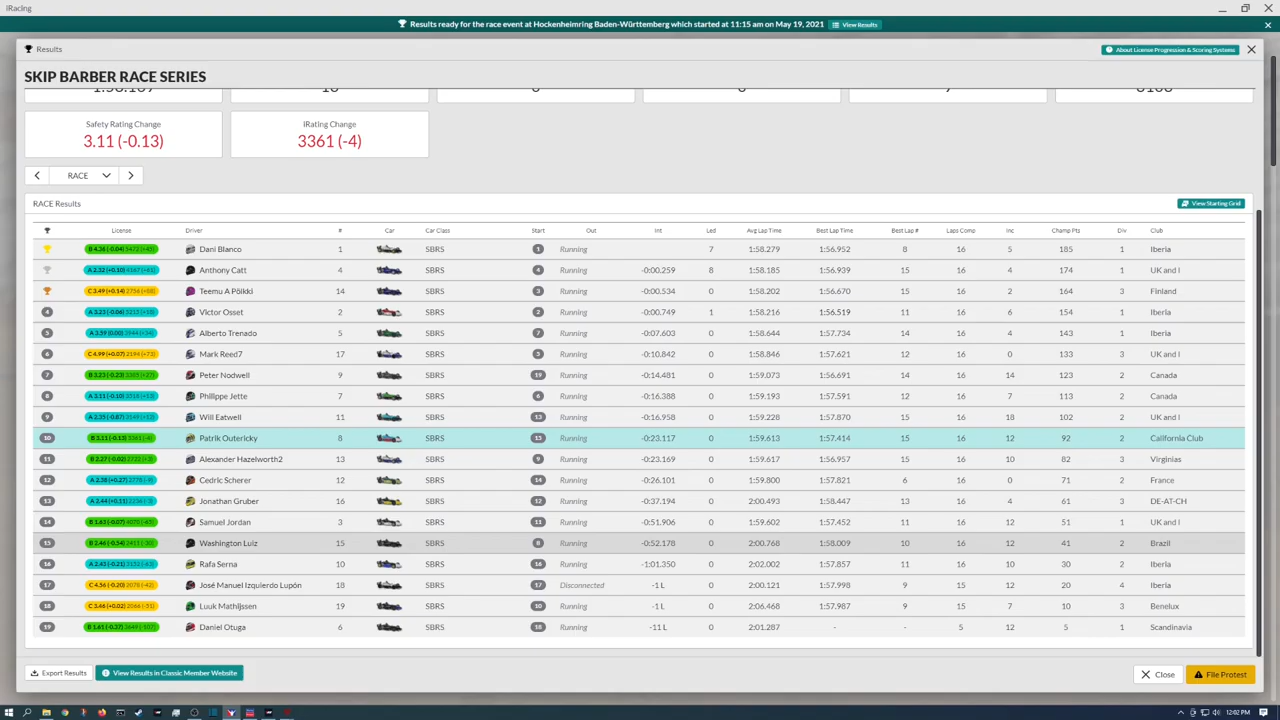 iRacing
Results ready for the race event at Hockenheimring Baden-Württemberg which started at 11:15 am on May 19, 2021 View Results
Results About License Progression & Scoring Systems
SKIP BARBER RACE SERIES
Safety Rating Change iRating Change
3.11 (-0.13) 3361 (-4)
RACE
RACE Results View Starting Grid
License Driver # Car Car Class Start Out Int Led Avg Lap Time Best Lap Time Best Lap # Laps Comp Inc Champ Pts Div Club
Dani Blanco 1 SBRS 1 Running 7 1:58.279 1:56.952 8 16 5 185 1 Iberia
Anthony Catt 4 SBRS 4 Running -0:00.259 8 1:58.185 1:56.939 15 16 4 174 1 UK and I
Teemu A Pölkki 14 SBRS 3 Running -0:00.534 0 1:58.202 1:56.670 15 16 2 164 3 Finland
4 Victor Osset 2 SBRS 2 Running -0:00.749 1 1:58.216 1:56.519 11 16 6 154 1 Iberia
5 Alberto Trenado 5 SBRS 7 Running -0:07.603 0 1:58.644 1:57.734 14 16 4 143 1 Iberia
6 C 4.99 (+0.07) 2194 (+73) Mark Reed7 17 SBRS Running -0:10.842 0 1:58.846 1:57.621 12 16 0 133 3 UK and I
7 Peter Nodwell 9 SBRS 19 Running -0:14.481 0 1:59.073 1:56.691 14 16 14 123 2 Canada
8 Philippe Jette 7 SBRS 6 Running -0:16.388 0 1:59.193 1:57.591 12 16 7 113 2 Canada
9 Will Eatwell 11 SBRS 13 Running -0:16.958 0 1:59.228 1:57.870 15 16 18 102 2 UK and I
10 B 3.11 (-0.13) 3361 (-4) Patrik Outericky 8 SBRS 15 Running -0:23.117 0 1:59.613 1:57.414 15 16 12 92 2 California Club
11 Alexander Hazelworth2 13 SBRS 9 Running -0:23.169 0 1:59.617 1:56.957 15 16 10 82 3 Virginias
12 Cedric Scherer 12 SBRS 14 Running -0:26.101 0 1:59.800 1:57.821 6 16 0 71 2 France
13 Jonathan Gruber 16 SBRS 12 Running -0:37.194 0 2:00.493 1:58.447 13 16 4 61 3 DE-AT-CH
14 Samuel Jordan 3 SBRS 11 Running -0:51.906 0 1:59.602 1:57.452 11 16 12 51 1 UK and I
15 Washington Luiz 15 SBRS 8 Running -0:52.178 0 2:00.768 1:58.009 10 16 12 41 2 Brazil
16 Rafa Serna 10 SBRS 16 Running -1:01.350 0 2:02.002 1:57.857 11 16 10 30 2 Iberia
17 José Manuel Izquierdo Lupón 18 SBRS 17 Disconnected -1 L 0 2:00.121 1:57.998 9 15 12 20 4 Iberia
18 Luuk Mathijssen 19 SBRS 10 Running -1 L 0 2:06.468 1:57.987 9 15 7 10 3 Benelux
19 Daniel Otuga 6 SBRS 18 Running -11 L 0 2:01.287 - - 5 12 5 1 Scandinavia
Export Results View Results in Classic Member Website Close File Protest
12:02 PM